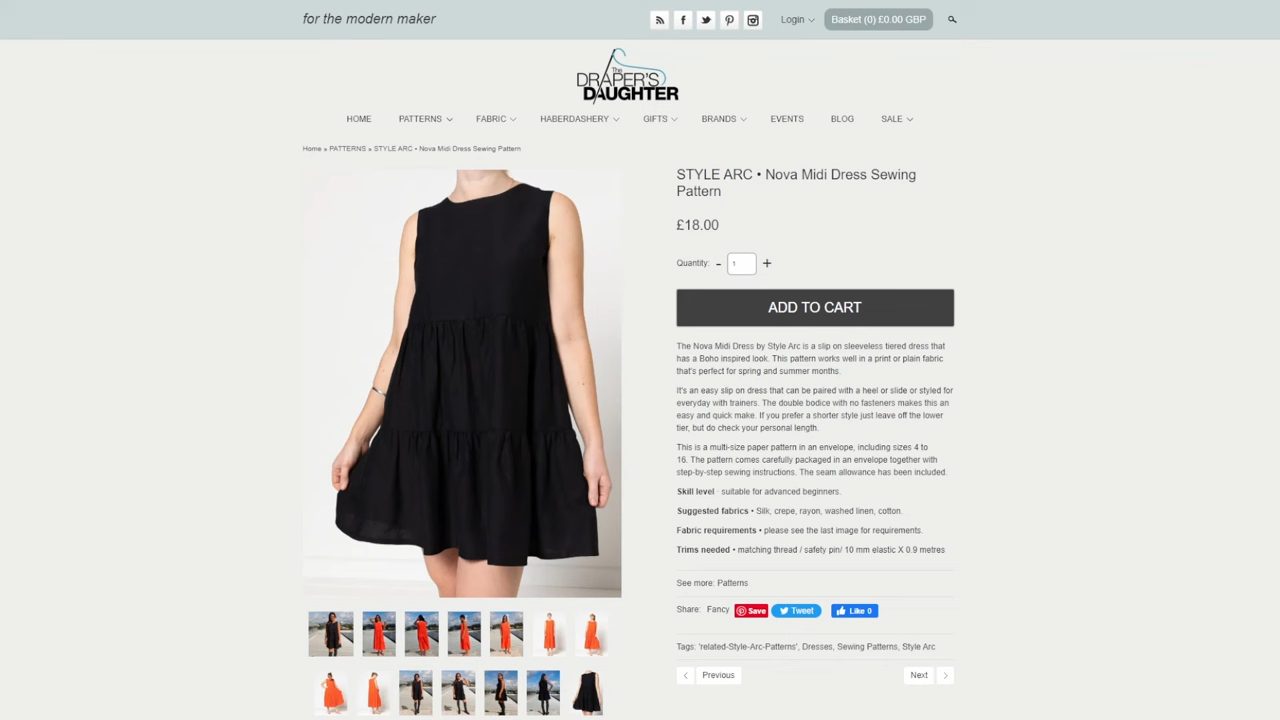 for the modern maker
Login
Basket (0) £0.00 GBP
The
DRAPER'S
DAUGHTER
HOME
PATTERNS
FABRIC
HABERDASHERY
GIFTS
BRANDS
EVENTS
BLOG
SALE
Home » PATTERNS » STYLE ARC • Nova Midi Dress Sewing Pattern
STYLE ARC • Nova Midi Dress Sewing
Pattern
£18.00
Quantity: - 1 +
ADD TO CART
The Nova Midi Dress by Style Arc is a slip on sleeveless tiered dress that
has a Boho inspired look. This pattern works well in a print or plain fabric
that's perfect for spring and summer months.
It's an easy slip on dress that can be paired with a heel or slide or styled for
everyday with trainers. The double bodice with no fasteners makes this an
easy and quick make. If you prefer a shorter style just leave off the lower
tier, but do check your personal length.
This is a multi-size paper pattern in an envelope, including sizes 4 to
16. The pattern comes carefully packaged in an envelope together with
step-by-step sewing instructions. The seam allowance has been included.
Skill level · suitable for advanced beginners.
Suggested fabrics • Silk, crepe, rayon, washed linen, cotton.
Fabric requirements • please see the last image for requirements.
Trims needed • matching thread / safety pin/ 10 mm elastic X 0.9 metres
See more: Patterns
Share: Fancy Save Tweet Like 0
Tags: 'related-Style-Arc-Patterns', Dresses, Sewing Patterns, Style Arc
Previous
Next